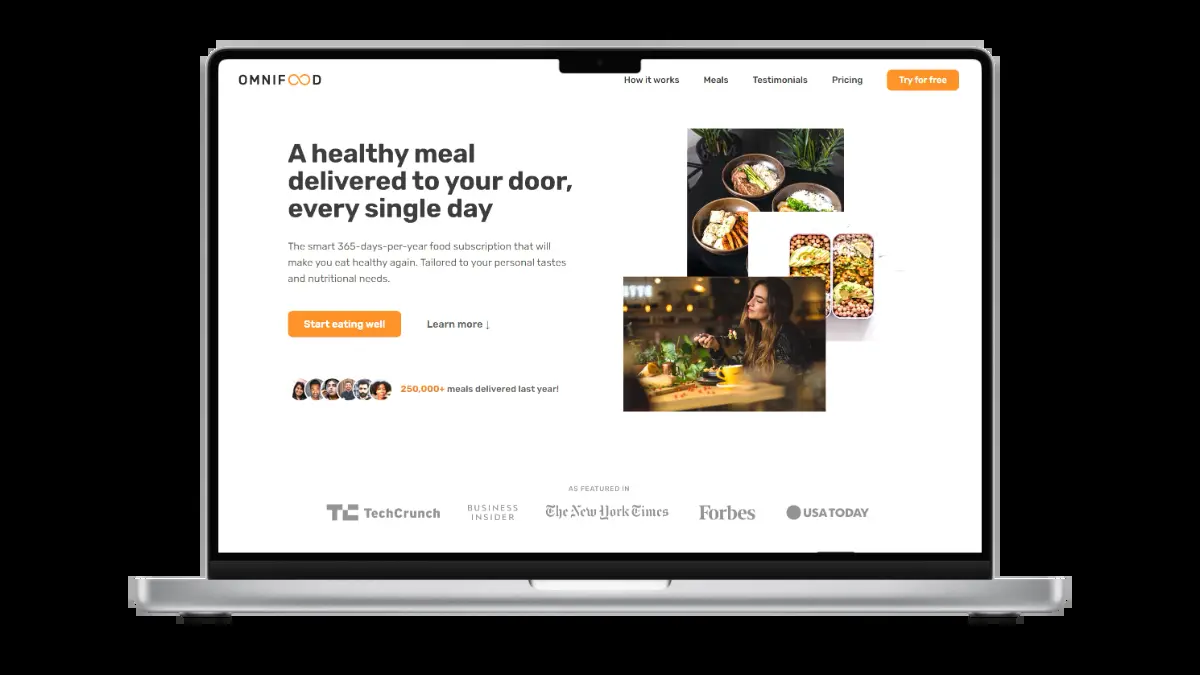 OMNIFOOD
How it works Meals Testimonials Pricing Try for free
A healthy meal
delivered to your door,
every single day
The smart 365-days-per-year food subscription that will
make you eat healthy again. Tailored to your personal tastes
and nutritional needs.
Start eating well Learn more ↓
250,000+ meals delivered last year!
AS FEATURED IN
TC TechCrunch
BUSINESS
INSIDER
The New York Times
Forbes
USA TODAY